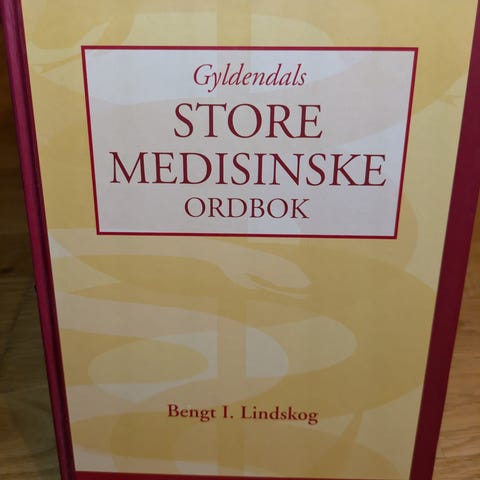 Gyldendals
STORE
MEDISINSKE
ORDBOK
Bengt I. Lindskog